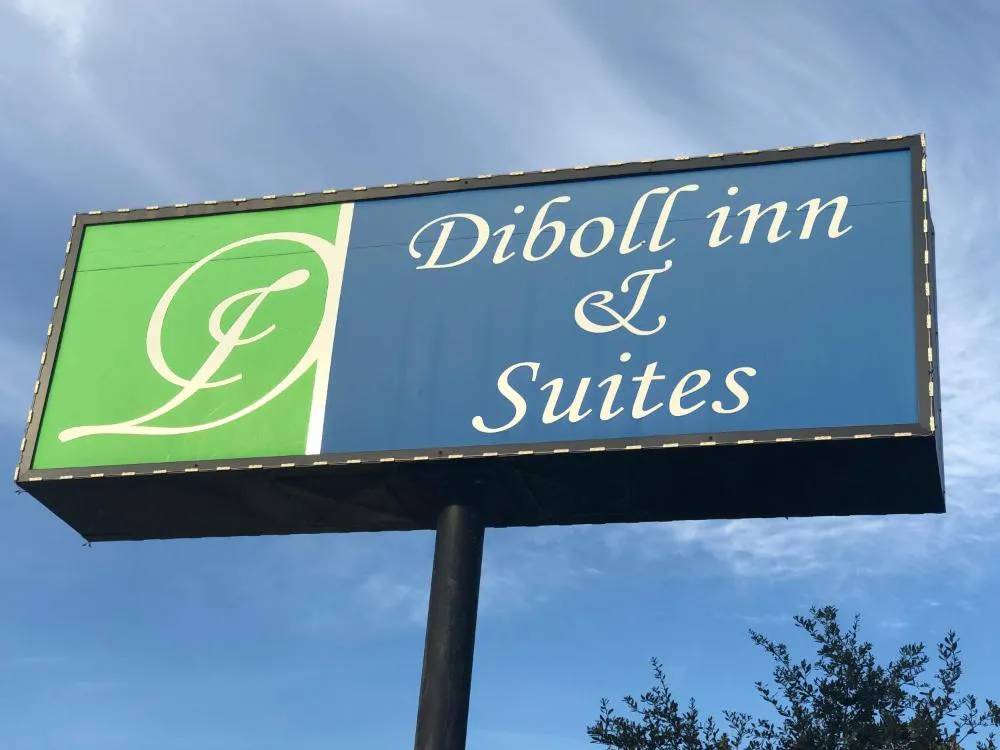 D
Diboll inn
&
Suites